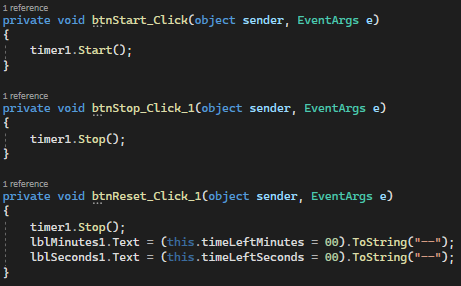 1 reference
private void btnStart_Click(object sender, EventArgs e)
{
timer1.Start();
}
1 reference
private void btnStop_Click_1(object sender, EventArgs e)
{
timer1.Stop();
}
1 reference
private void btnReset_Click_1(object sender, EventArgs e)
{
timer1.Stop();
lblMinutes1.Text = (this.timeLeftMinutes = 00).ToString("--");
lblSeconds1.Text = (this.timeLeftSeconds = 00).ToString("--");
}